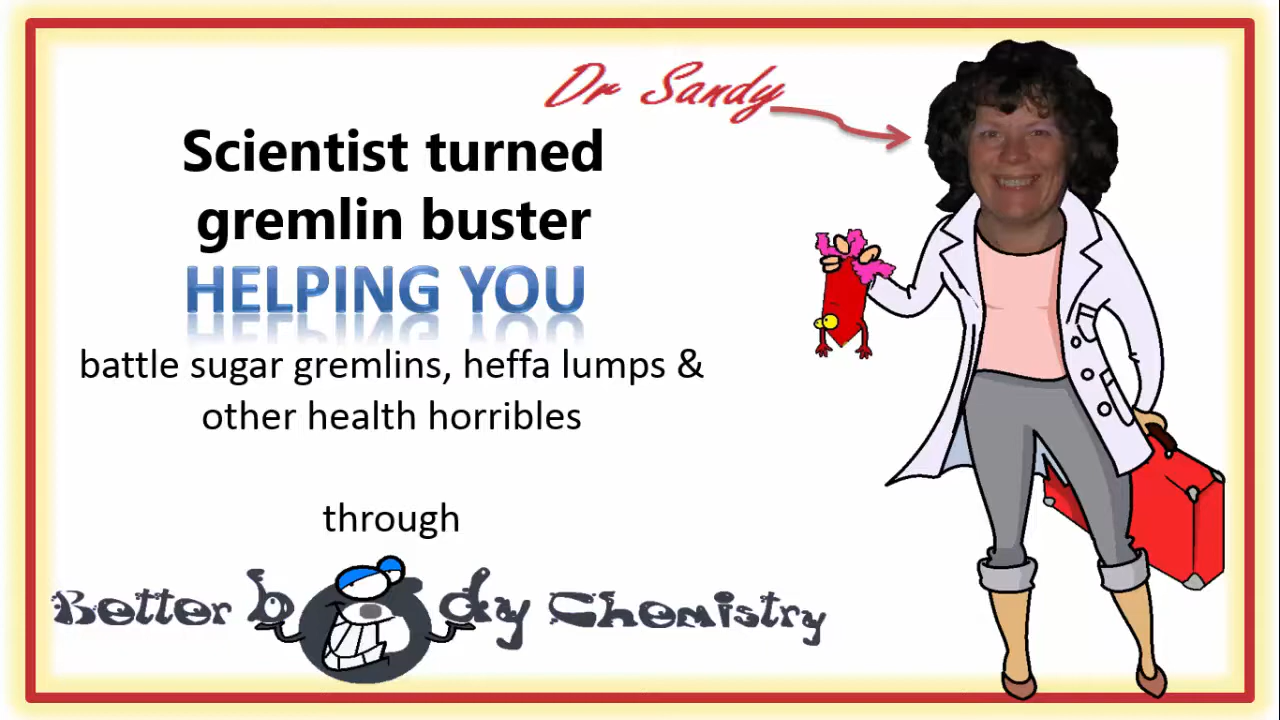 Dr Sandy
Scientist turned
gremlin buster
HELPING YOU
battle sugar gremlins, heffa lumps &
other health horribles
through
Better body Chemistry